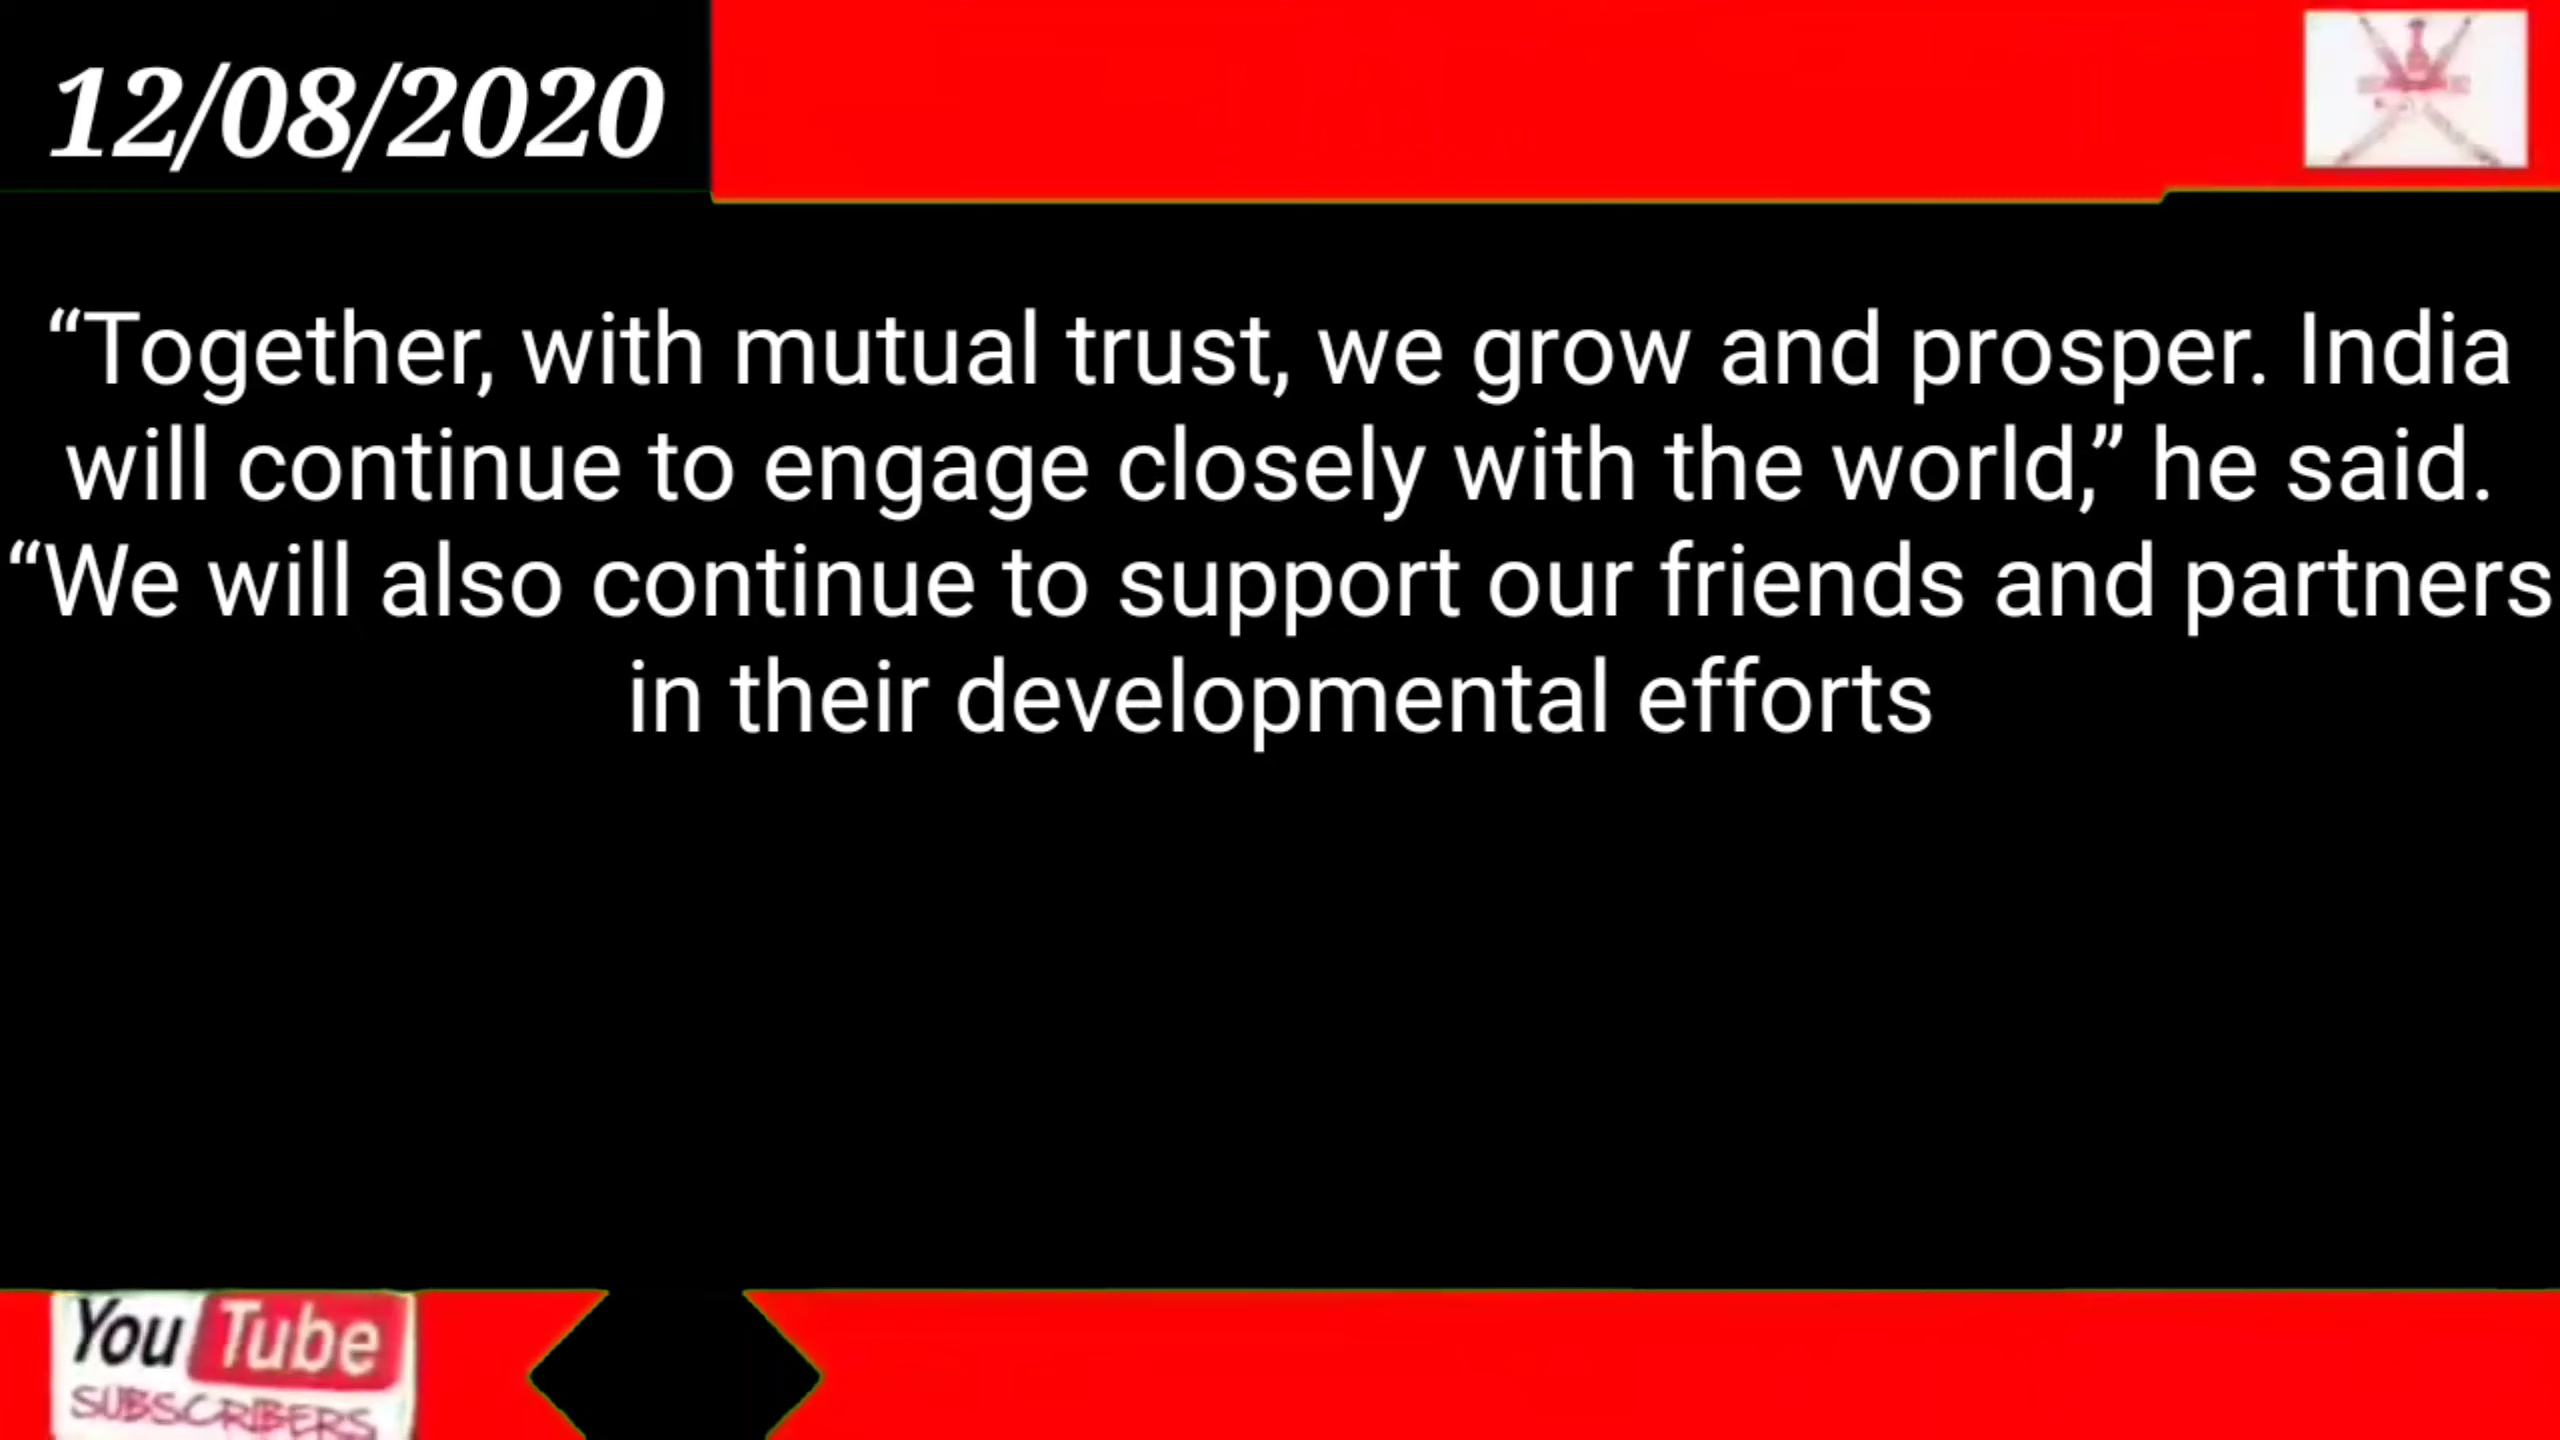 12/08/2020
“Together, with mutual trust, we grow and prosper. India
will continue to engage closely with the world,” he said.
“We will also continue to support our friends and partners
in their developmental efforts
You Tube
SUBSCRIBERS